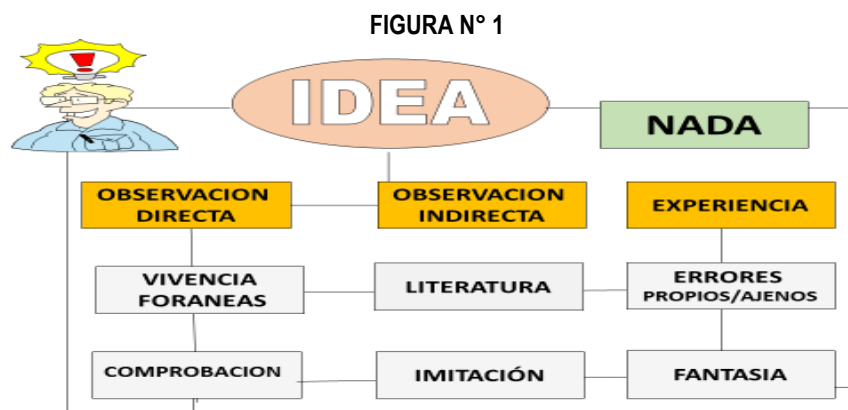 FIGURA N° 1
IDEA
NADA
OBSERVACION
DIRECTA
OBSERVACION
INDIRECTA
EXPERIENCIA
VIVENCIA
FORANEAS
LITERATURA
ERRORES
PROPIOS/AJENOS
COMPROBACION
IMITACIÓN
FANTASIA